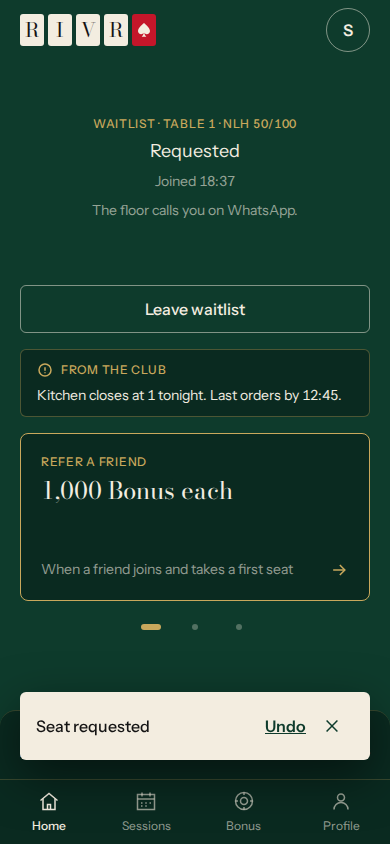 RIVR
S
WAITLIST · TABLE 1 · NLH 50/100
Requested
Joined 18:37
The floor calls you on WhatsApp.
Leave waitlist
FROM THE CLUB
Kitchen closes at 1 tonight. Last orders by 12:45.
REFER A FRIEND
1,000 Bonus each
When a friend joins and takes a first seat
Seat requested
Undo
Home
Sessions
Bonus
Profile